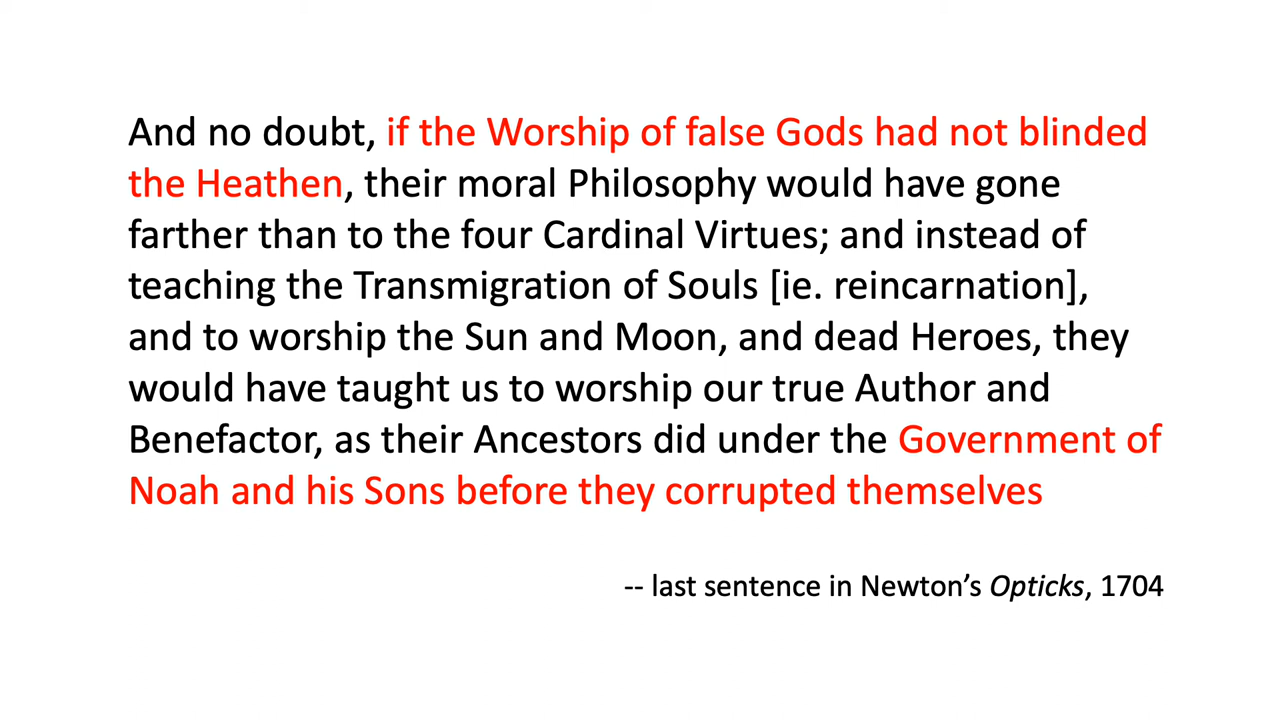 And no doubt, if the Worship of false Gods had not blinded
the Heathen, their moral Philosophy would have gone
farther than to the four Cardinal Virtues; and instead of
teaching the Transmigration of Souls [ie. reincarnation],
and to worship the Sun and Moon, and dead Heroes, they
would have taught us to worship our true Author and
Benefactor, as their Ancestors did under the Government of
Noah and his Sons before they corrupted themselves
-- last sentence in Newton’s Opticks, 1704